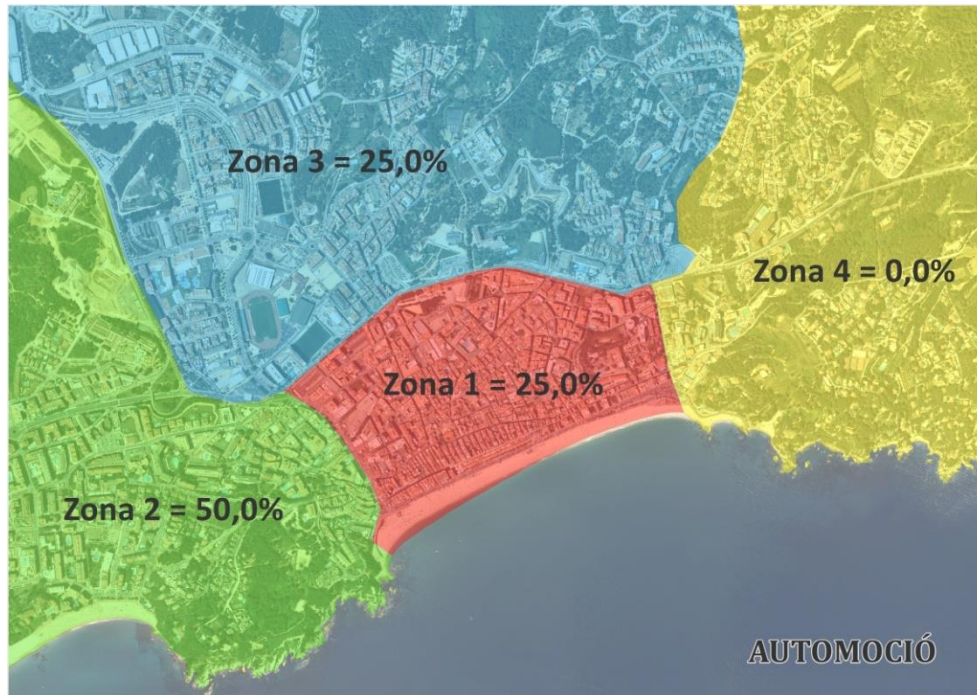 Zona 3 = 25,0%
Zona 4 = 0,0%
Zona 1 = 25,0%
Zona 2 = 50,0%
AUTOMOCIÓ